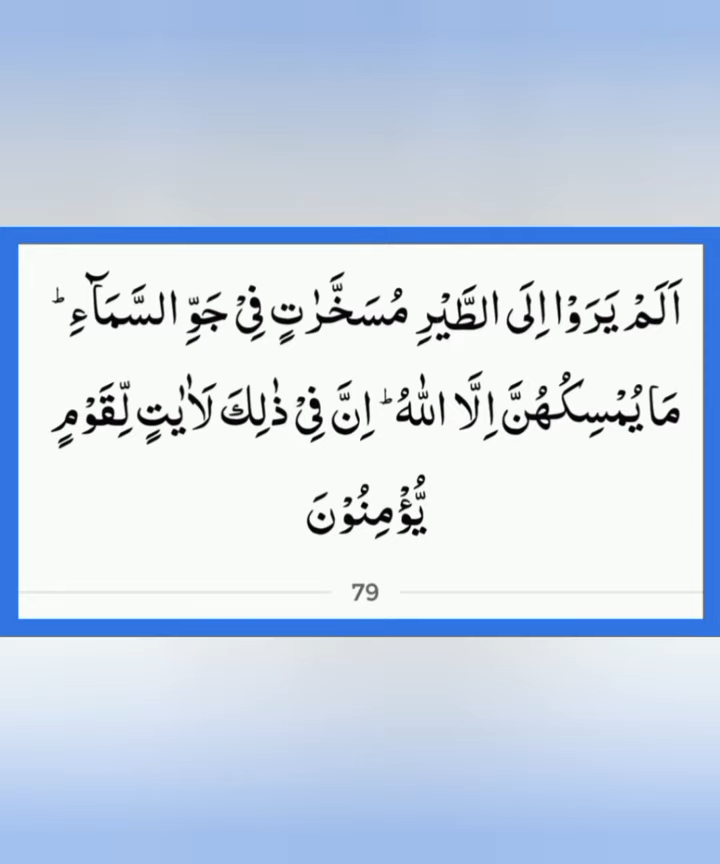 اَلَمۡ يَرَوۡا اِلَى الطَّيۡرِ مُسَخَّرٰتٍ فِىۡ جَوِّ السَّمَآءِ ؕ
مَا يُمۡسِكُهُنَّ اِلَّا اللّٰهُ‌ ؕ اِنَّ فِىۡ ذٰ لِكَ لَاٰيٰتٍ لِّقَوۡمٍ
يُّؤۡمِنُوۡنَ
79